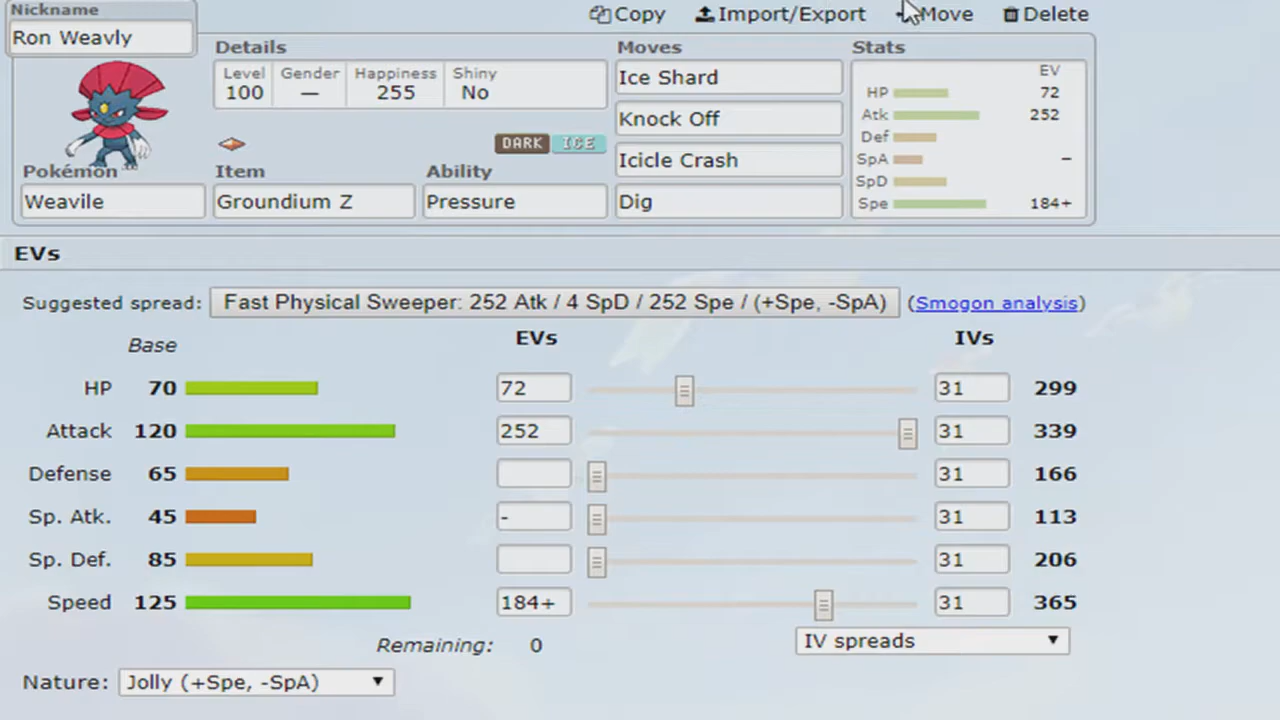 Nickname
Ron Weavly
Copy Import/Export Move Delete
Details
Level Gender Happiness Shiny
100 — 255 No
DARK ICE
Pokémon Item Ability
Weavile Groundium Z Pressure
Moves
Ice Shard
Knock Off
Icicle Crash
Dig
Stats
EV
HP 72
Atk 252
Def
SpA –
SpD
Spe 184+
EVs
Suggested spread: Fast Physical Sweeper: 252 Atk / 4 SpD / 252 Spe / (+Spe, -SpA) (Smogon analysis)
Base EVs IVs
HP 70 72 31 299
Attack 120 252 31 339
Defense 65 31 166
Sp. Atk. 45 - 31 113
Sp. Def. 85 31 206
Speed 125 184+ 31 365
Remaining: 0 IV spreads
Nature: Jolly (+Spe, -SpA)